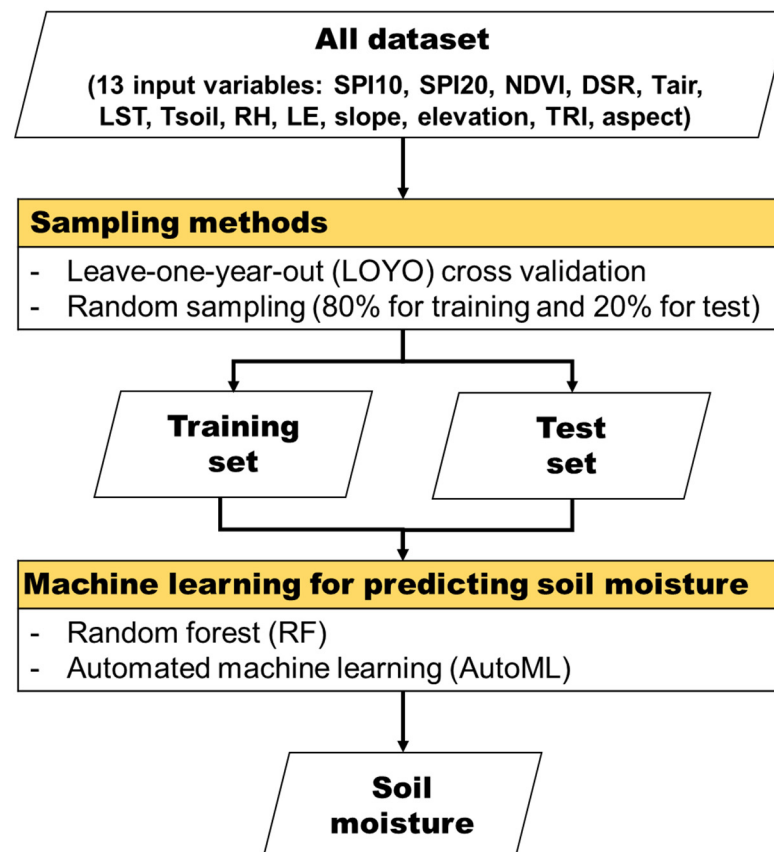 All dataset
(13 input variables: SPI10, SPI20, NDVI, DSR, Tair,
LST, Tsoil, RH, LE, slope, elevation, TRI, aspect)
Sampling methods
- Leave-one-year-out (LOYO) cross validation
- Random sampling (80% for training and 20% for test)
Training
set
Test
set
Machine learning for predicting soil moisture
- Random forest (RF)
- Automated machine learning (AutoML)
Soil
moisture